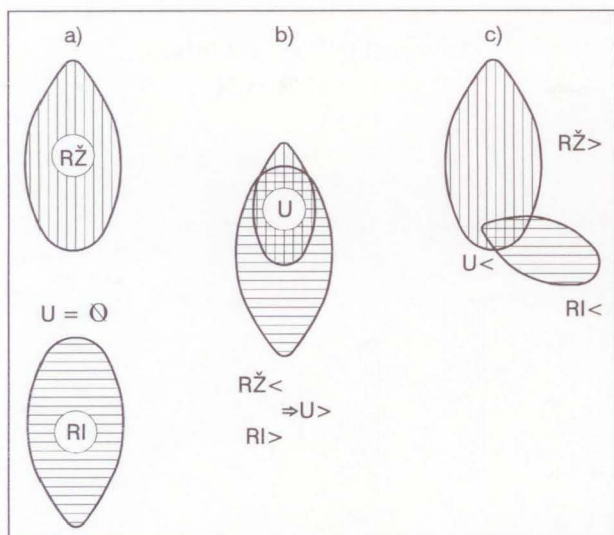 a)
RŽ
U = ∅
RI
b)
U
RŽ<
⇒U>
RI>
c)
RŽ>
U<
RI<